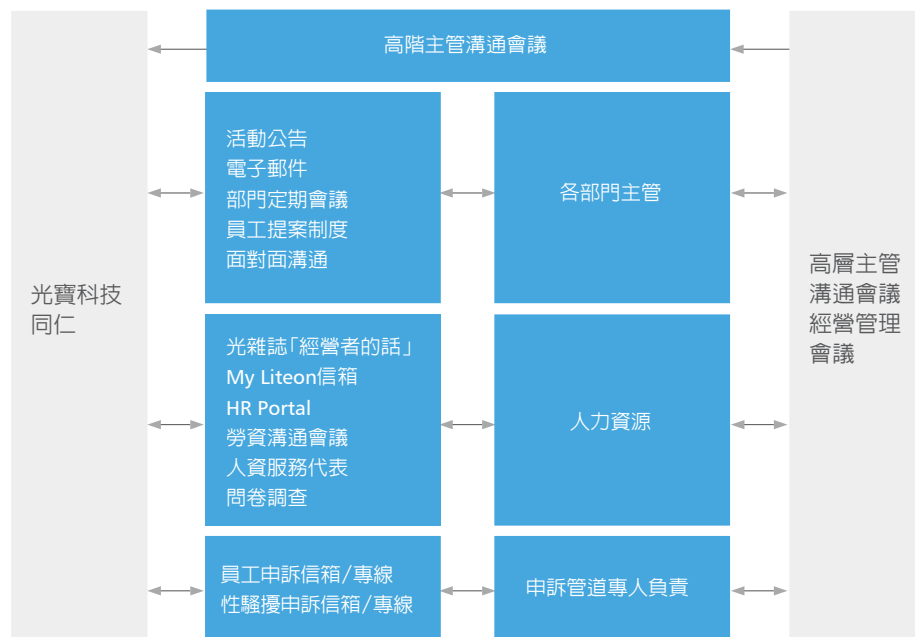 高階主管溝通會議
光寶科技
同仁
活動公告
電子郵件
部門定期會議
員工提案制度
面對面溝通
各部門主管
光雜誌「經營者的話」
My Liteon信箱
HR Portal
勞資溝通會議
人資服務代表
問卷調查
人力資源
員工申訴信箱/專線
性騷擾申訴信箱/專線
申訴管道專人負責
高層主管
溝通會議
經營管理
會議